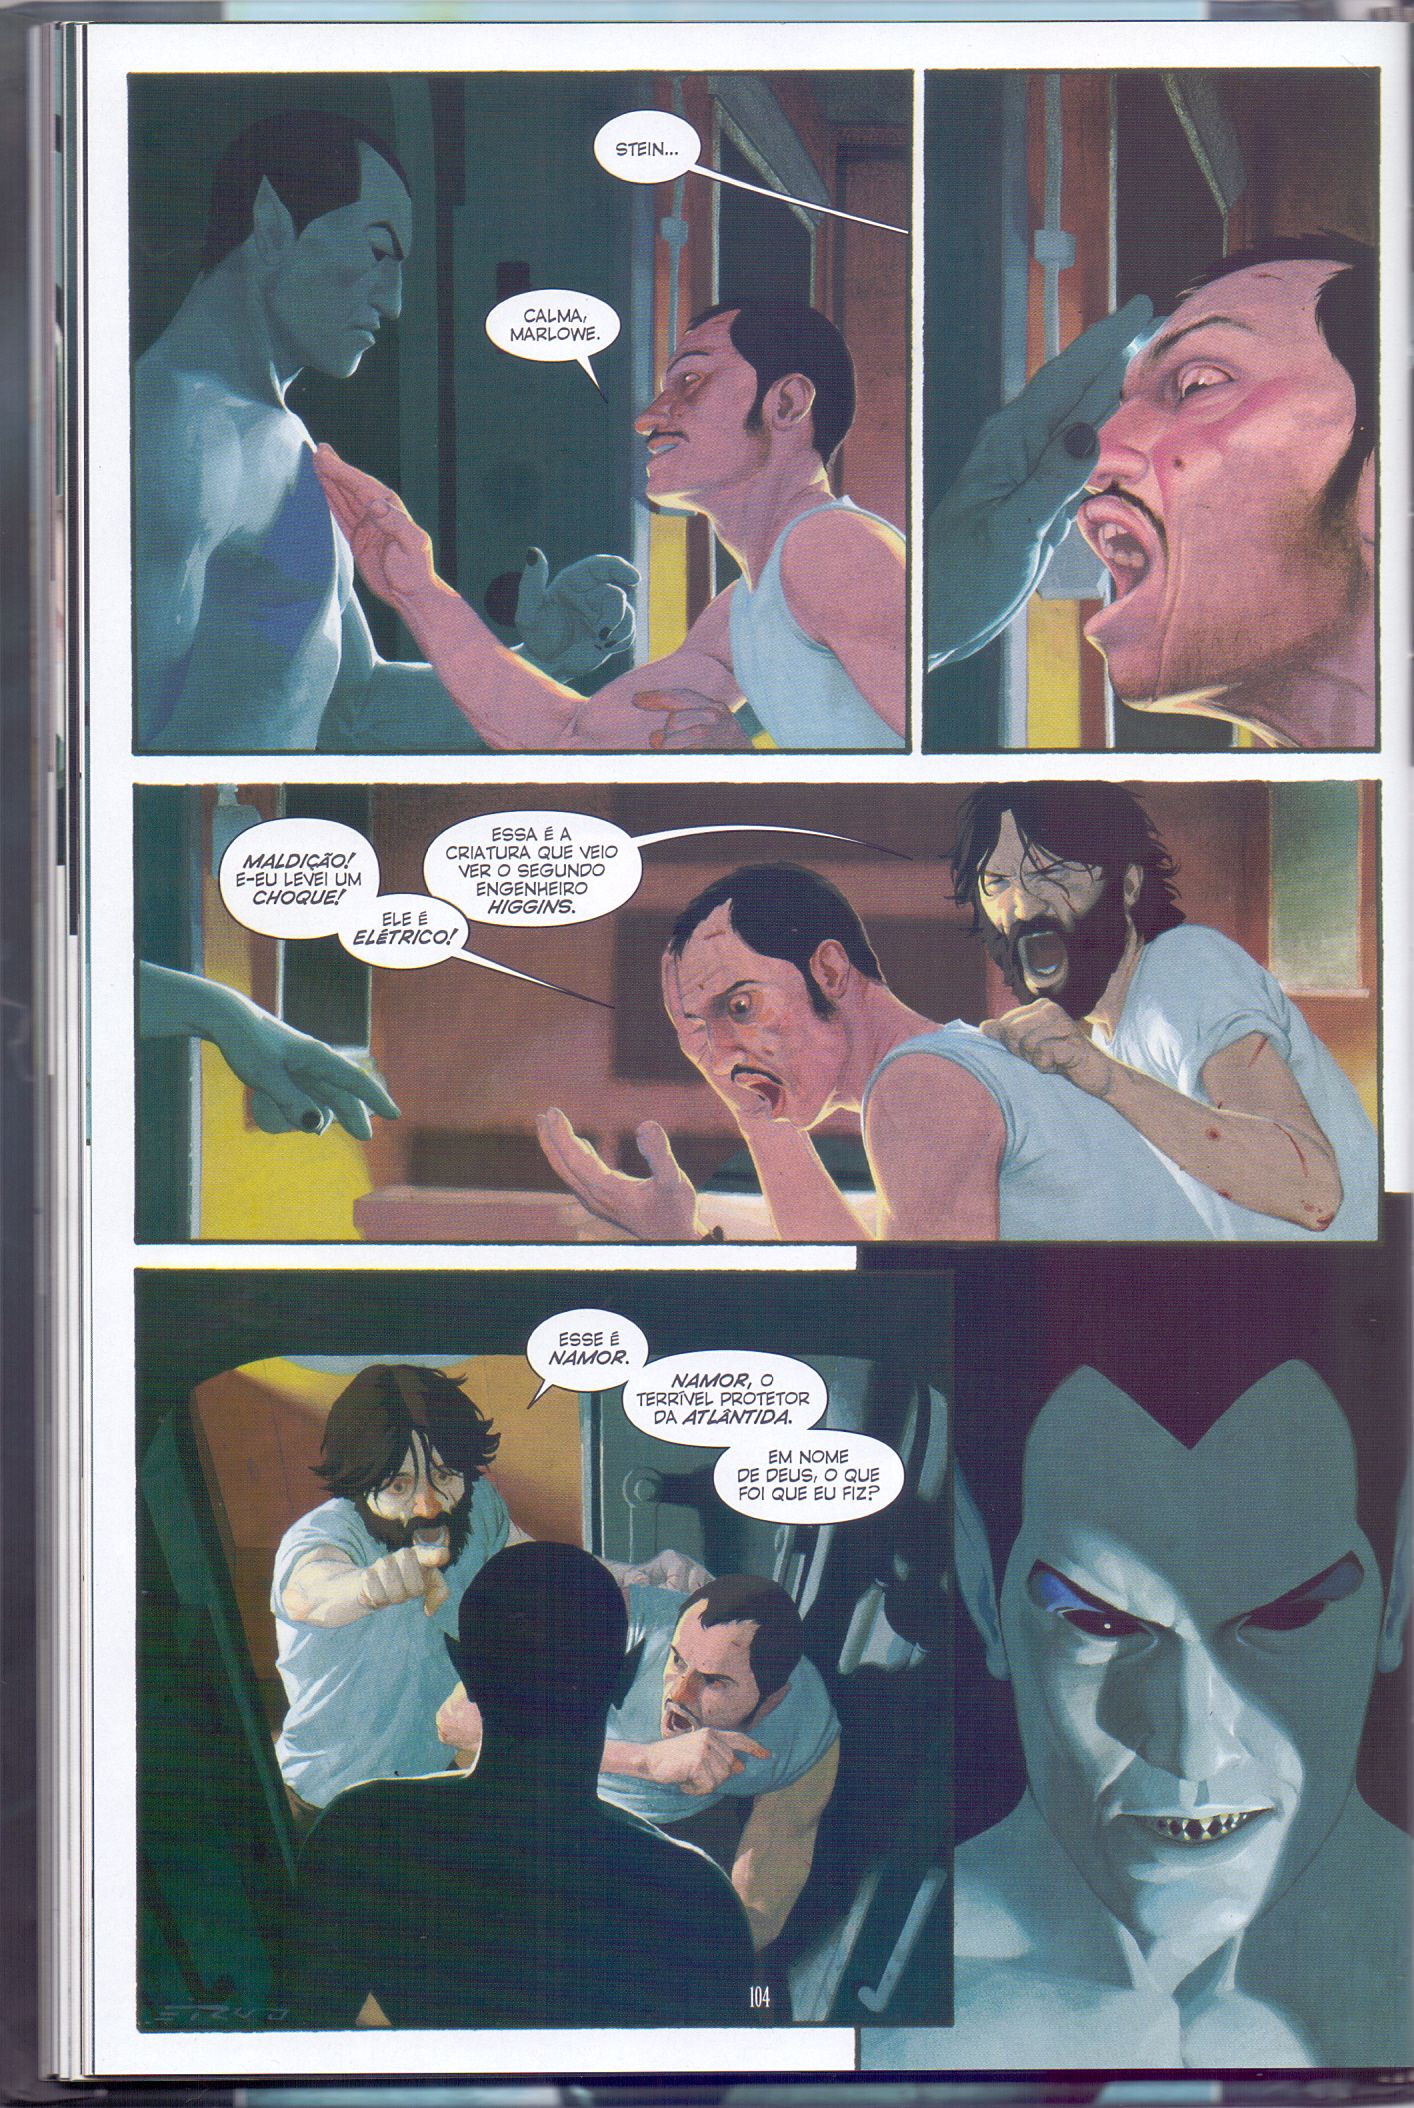 STEIN...
CALMA,
MARLOWE.
MALDIÇÃO!
E-EU LEVEI UM
CHOQUE!
ELE É
ELÉTRICO!
ESSA É A
CRIATURA QUE VEIO
VER O SEGUNDO
ENGENHEIRO
HIGGINS.
ESSE É
NAMOR.
NAMOR, O
TERRÍVEL PROTETOR
DA ATLÂNTIDA.
EM NOME
DE DEUS, O QUE
FOI QUE EU FIZ?
104